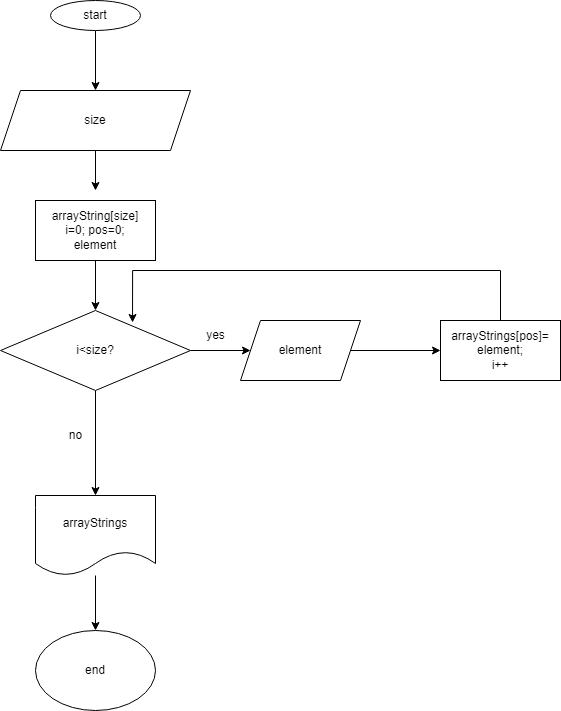 start
size
arrayString[size]
i=0; pos=0;
element
i<size?
yes
element
arrayStrings[pos]=
element;
i++
no
arrayStrings
end